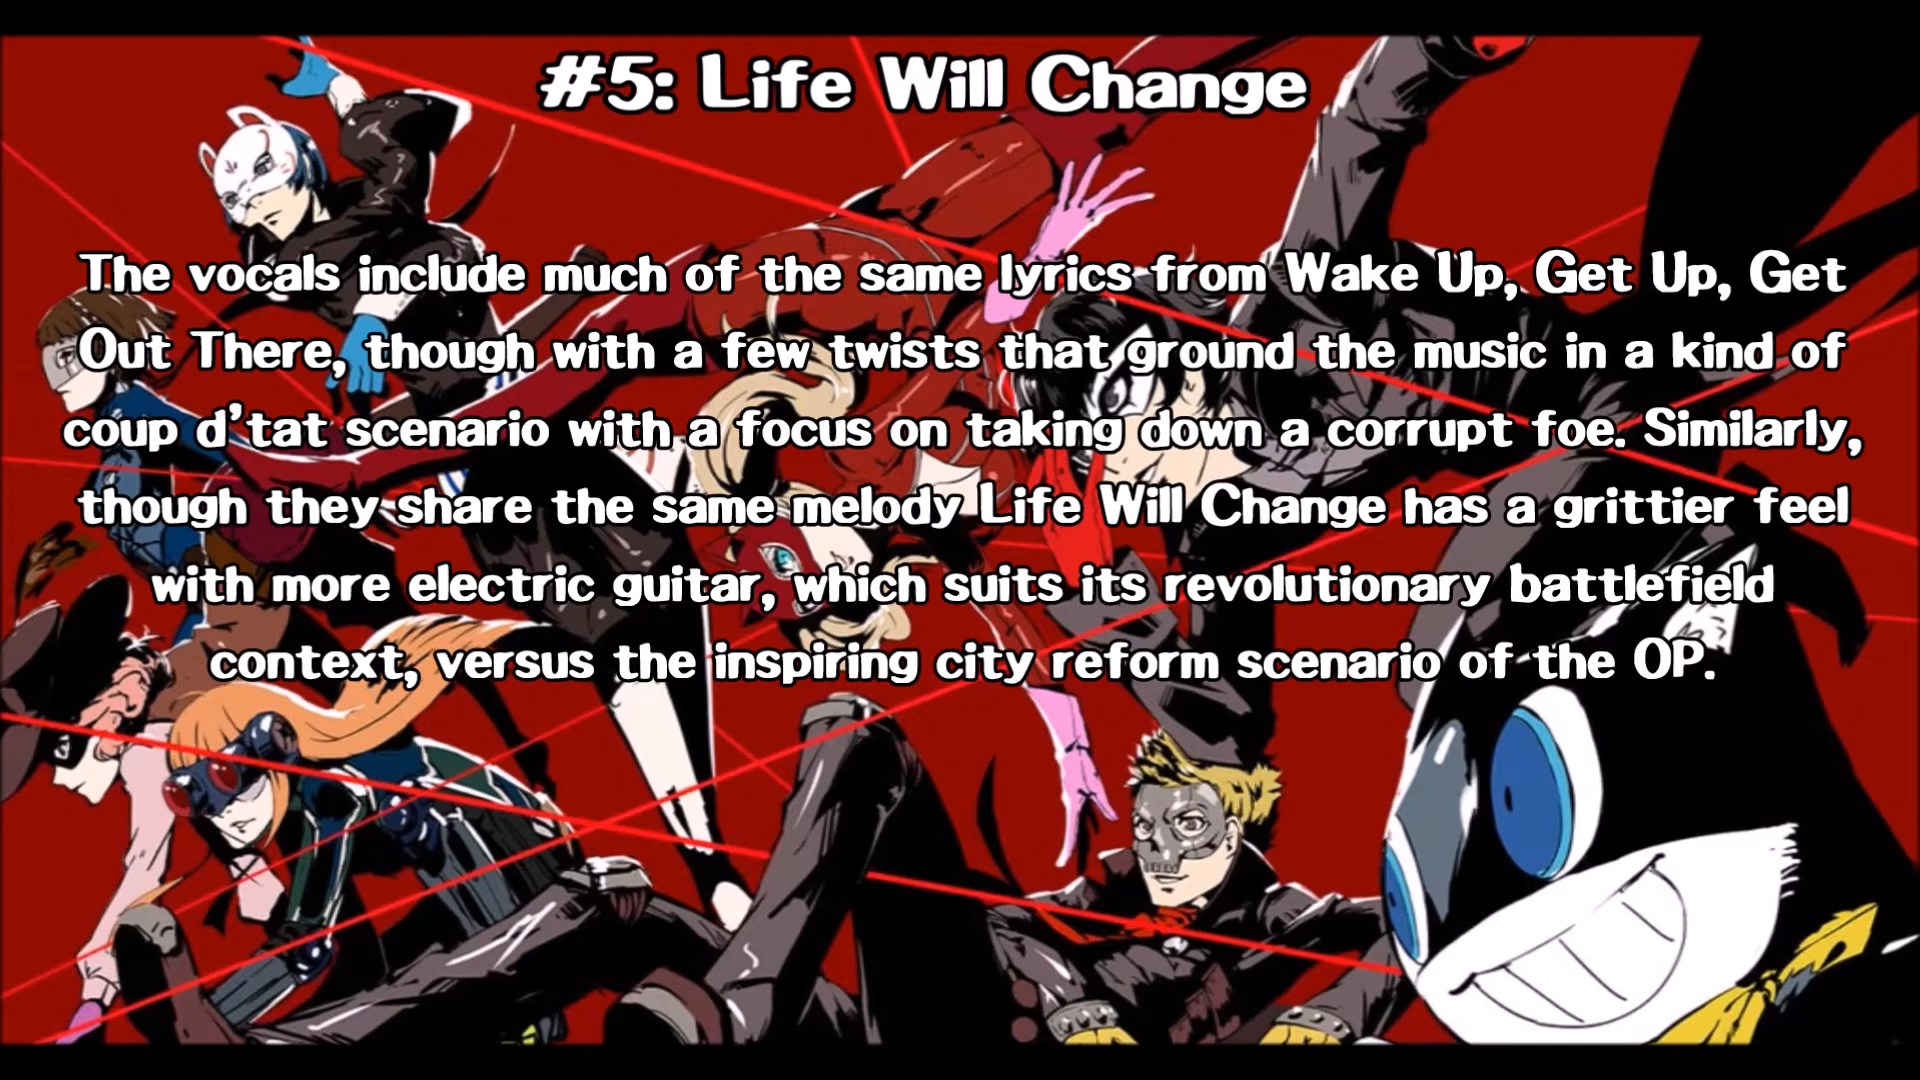 #5: Life Will Change
The vocals include much of the same lyrics from Wake Up, Get Up, Get
Out There, though with a few twists that ground the music in a kind of
coup d’tat scenario with a focus on taking down a corrupt foe. Similarly,
though they share the same melody Life Will Change has a grittier feel
with more electric guitar, which suits its revolutionary battlefield
context, versus the inspiring city reform scenario of the OP.